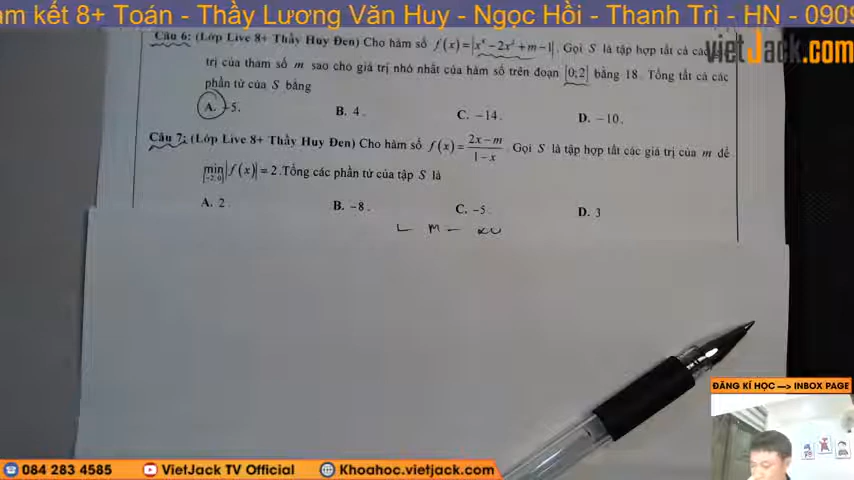 am kết 8+ Toán - Thầy Lương Văn Huy - Ngọc Hồi - Thanh Trì - HN - 0909
Câu 6: (Lớp Live 8+ Thầy Huy Đen) Cho hàm số f(x)=|x⁴-2x²+m-1|. Gọi S là tập hợp tất cả các
vietJack.com
trị của tham số m sao cho giá trị nhỏ nhất của hàm số trên đoạn [0;2] bằng 18. Tổng tất cả các
phần tử của S bằng
A. -5. B. 4. C. -14. D. -10.
Câu 7: (Lớp Live 8+ Thầy Huy Đen) Cho hàm số f(x)=(2x-m)/(1-x). Gọi S là tập hợp tất các giá trị của m để
min[-2;0]|f(x)|=2.Tổng các phần tử của tập S là
A. 2 B. -8. C. -5. D. 3
ĐĂNG KÍ HỌC —> INBOX PAGE
084 283 4585 VietJack TV Official Khoahoc.vietjack.com